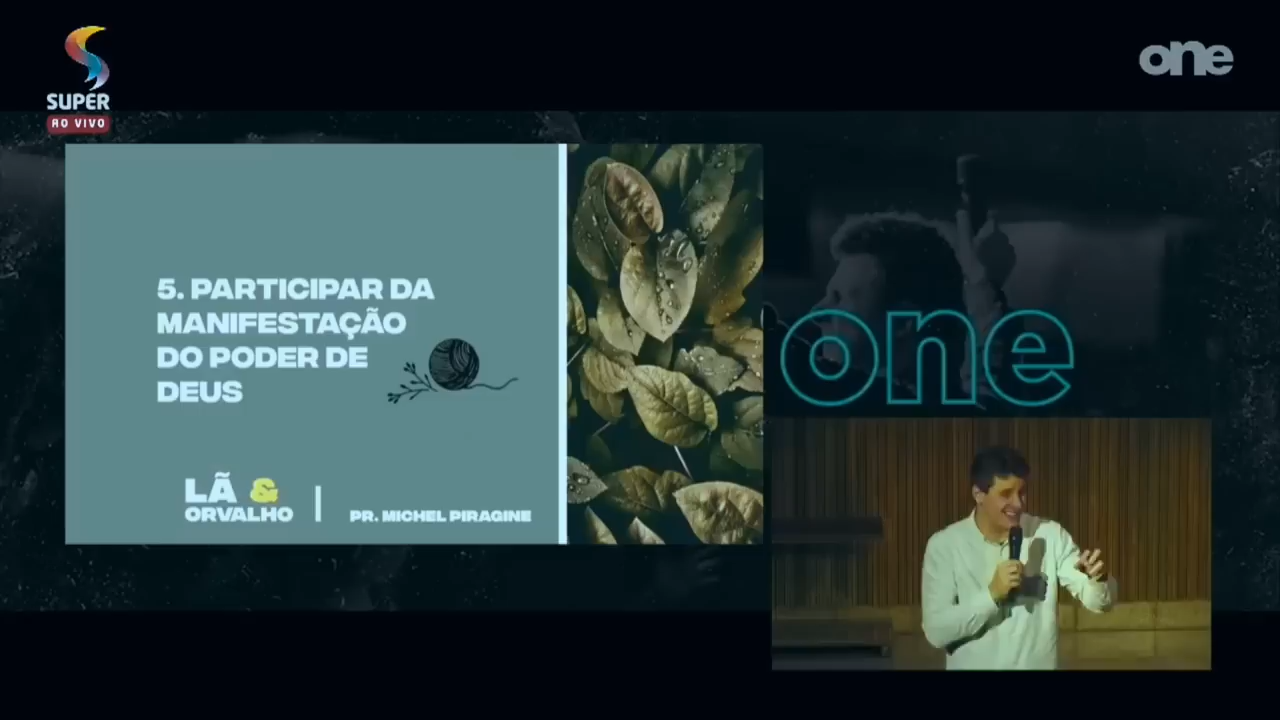 SUPER
AO VIVO
one
5. PARTICIPAR DA
MANIFESTAÇÃO
DO PODER DE
DEUS
LÃ &
ORVALHO
PR. MICHEL PIRAGINE
one